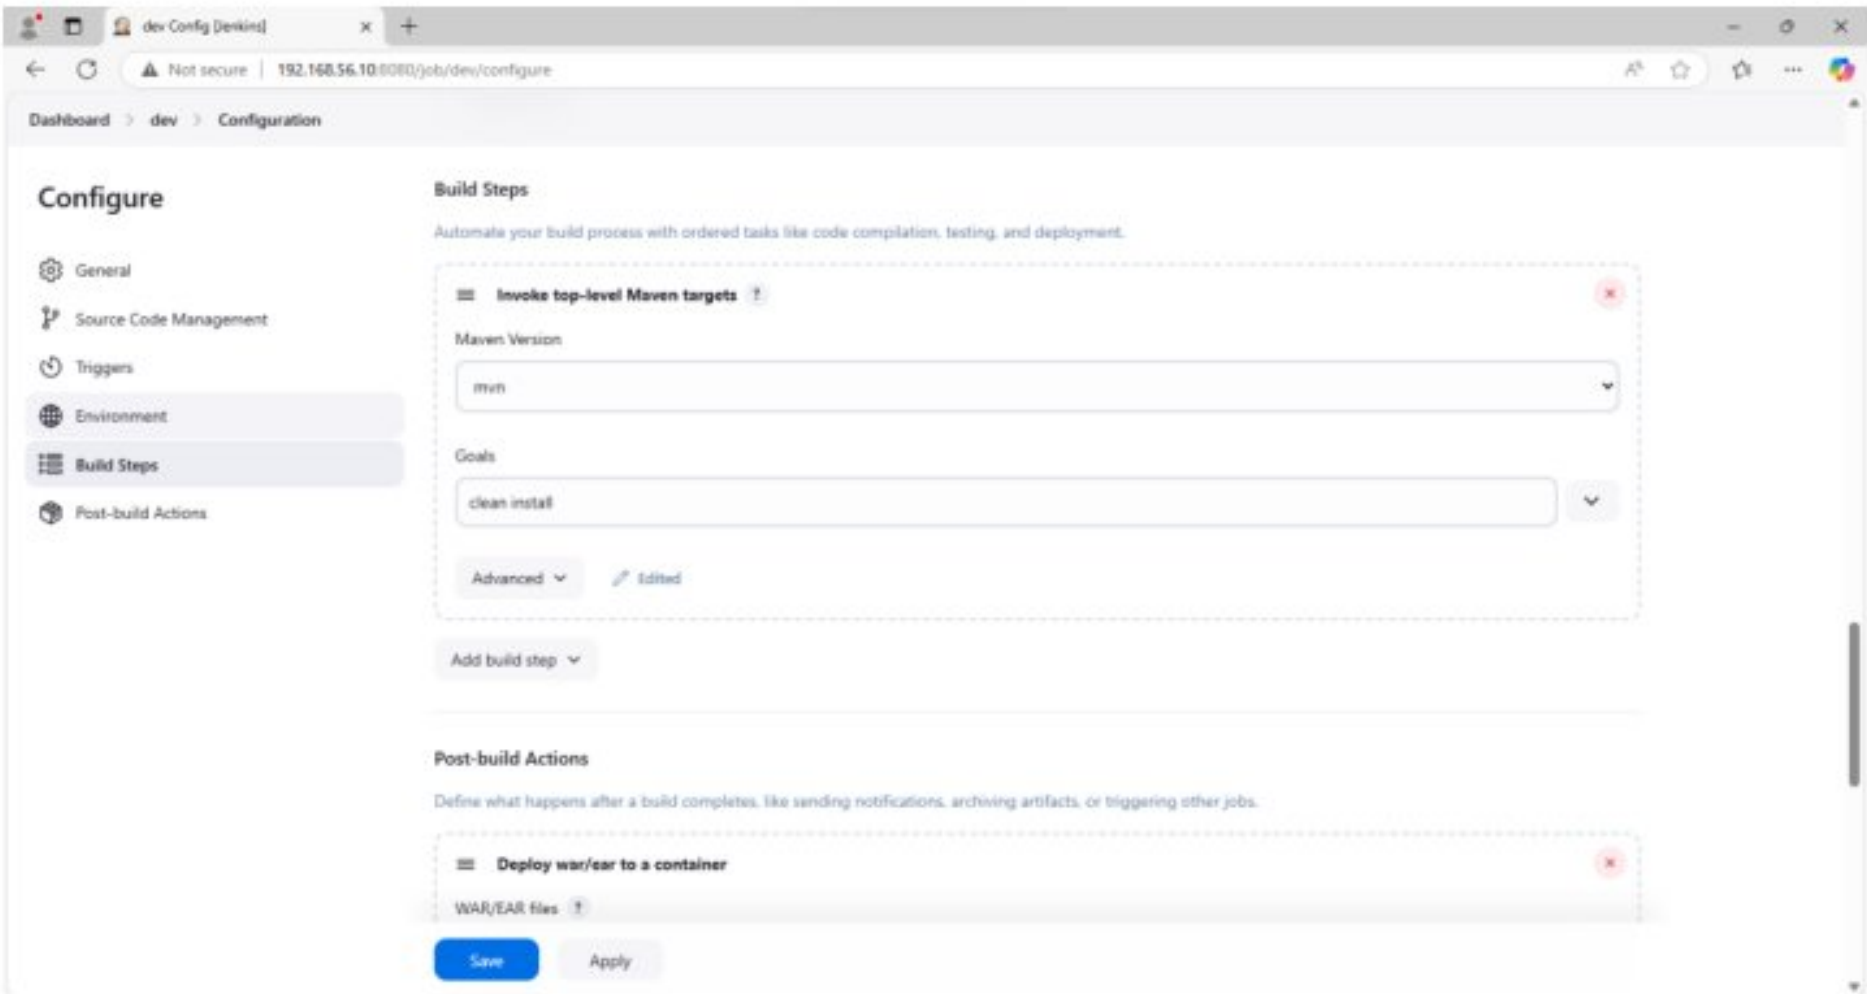 dev Config [Jenkins]
Not secure | 192.168.56.10:8080/job/dev/configure
Dashboard > dev > Configuration
Configure
General
Source Code Management
Triggers
Environment
Build Steps
Post-build Actions
Build Steps
Automate your build process with ordered tasks like code compilation, testing, and deployment.
Invoke top-level Maven targets ?
Maven Version
mvn
Goals
clean install
Advanced
Edited
Add build step
Post-build Actions
Define what happens after a build completes, like sending notifications, archiving artifacts, or triggering other jobs.
Deploy war/ear to a container
WAR/EAR files ?
Save
Apply